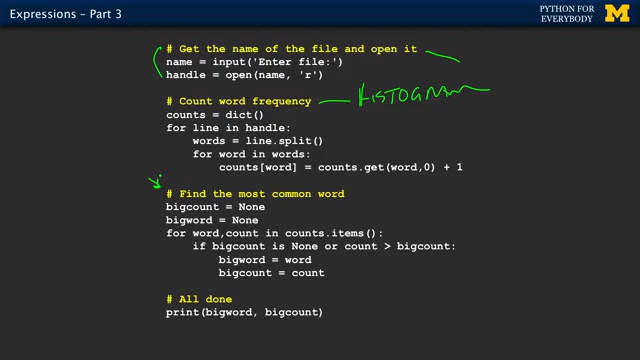 Expressions – Part 3
PYTHON FOR
EVERYBODY
# Get the name of the file and open it
name = input('Enter file:')
handle = open(name, 'r')
# Count word frequency
HISTOGRAM
counts = dict()
for line in handle:
words = line.split()
for word in words:
counts[word] = counts.get(word,0) + 1
# Find the most common word
bigcount = None
bigword = None
for word,count in counts.items():
if bigcount is None or count > bigcount:
bigword = word
bigcount = count
# All done
print(bigword, bigcount)